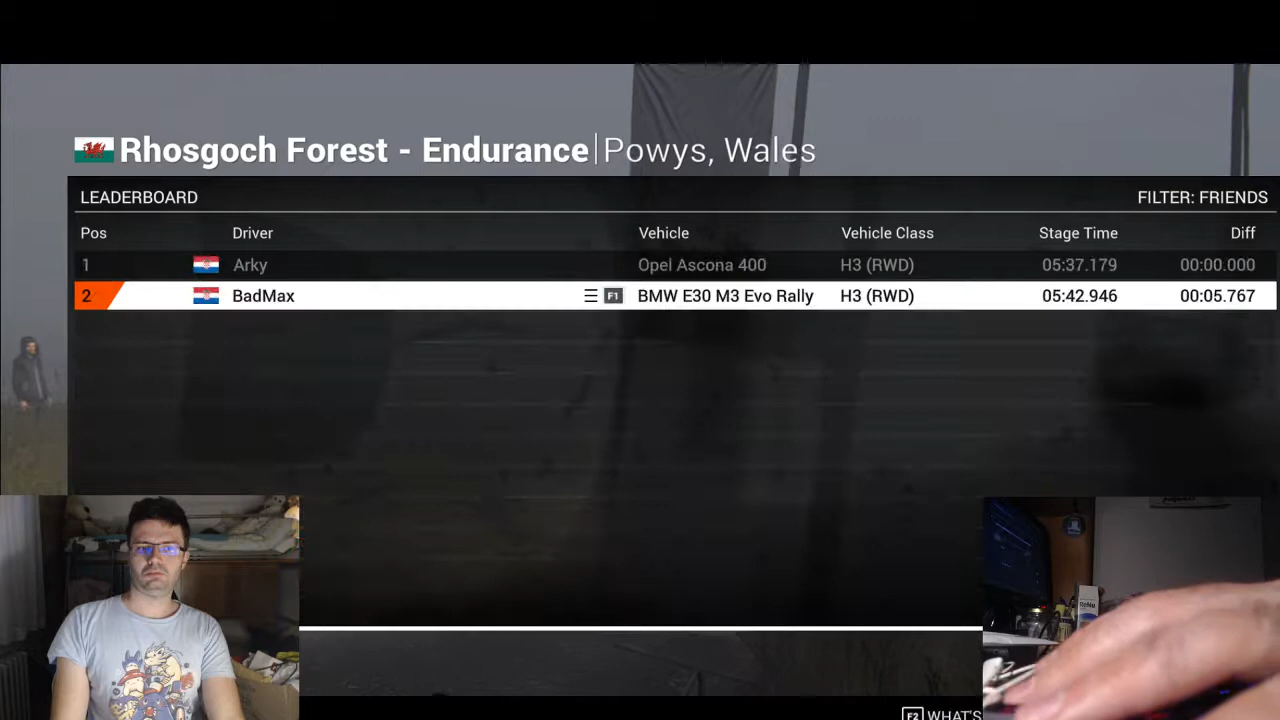 Rhosgoch Forest - Endurance | Powys, Wales
LEADERBOARD FILTER: FRIENDS
Pos Driver Vehicle Vehicle Class Stage Time Diff
1 Arky Opel Ascona 400 H3 (RWD) 05:37.179 00:00.000
2 BadMax F1 BMW E30 M3 Evo Rally H3 (RWD) 05:42.946 00:05.767
ReNu
F2 WHAT'S